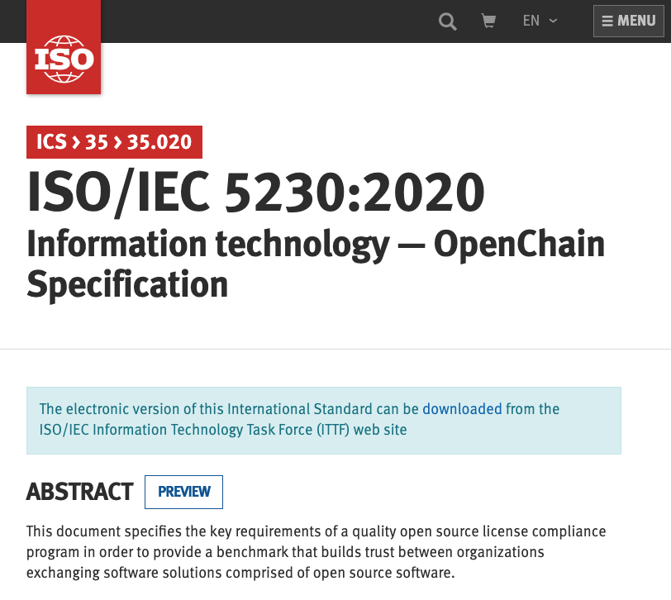 EN
☰ MENU
ISO
ICS › 35 › 35.020
ISO/IEC 5230:2020
Information technology — OpenChain
Specification
The electronic version of this International Standard can be downloaded from the
ISO/IEC Information Technology Task Force (ITTF) web site
ABSTRACT PREVIEW
This document specifies the key requirements of a quality open source license compliance
program in order to provide a benchmark that builds trust between organizations
exchanging software solutions comprised of open source software.